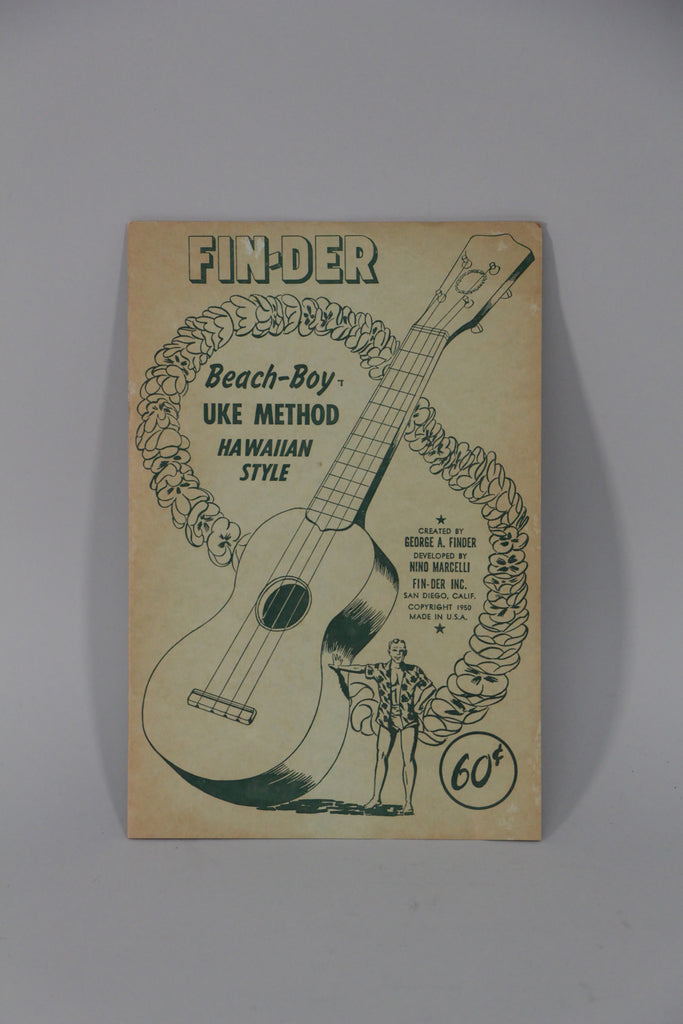 FIN-DER
Beach-Boy
UKE METHOD
HAWAIIAN
STYLE
CREATED BY
GEORGE A. FINDER
DEVELOPED BY
NINO MARCELLI
FIN-DER INC.
SAN DIEGO, CALIF.
COPYRIGHT 1950
MADE IN U.S.A.
60¢